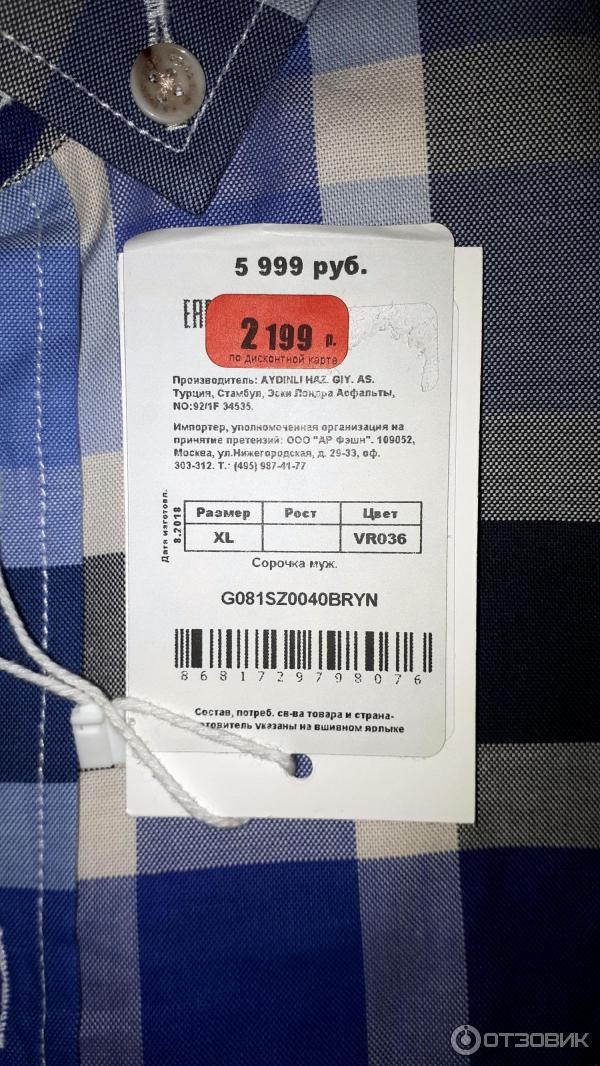 5 999 руб.
2 199 р.
по дисконтной карте
Производитель: AYDINLI HAZ. GIY. AS.
Турция, Стамбул, Эски Лондра Асфальты,
NO:92/1F 34535.
Импортер, уполномоченная организация на
принятие претензий: ООО "АР Фэшн". 109052,
Москва, ул.Нижегородская, д. 29-33, оф.
303-312. Т.: (495) 987-41-77
Дата изготовл.
8.2018
Размер Рост Цвет
XL VR036
Сорочка муж.
G081SZ0040BRYN
8681729798076
Состав, потреб. св-ва товара и страна-
готовитель указаны на вшивном ярлыке
ОТЗОВИК